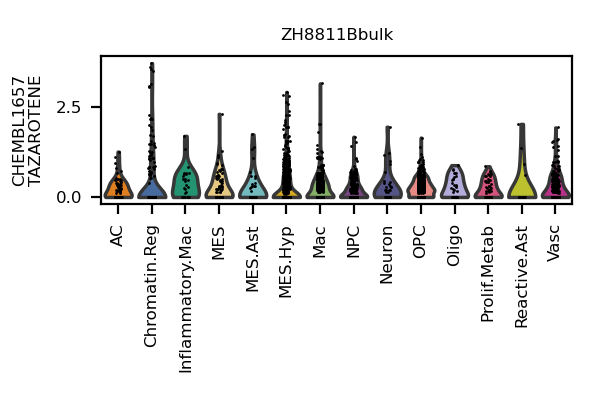 ZH8811Bbulk
CHEMBL1657
TAZAROTENE
2.5
0.0
AC
Chromatin.Reg
Inflammatory.Mac
MES
MES.Ast
MES.Hyp
Mac
NPC
Neuron
OPC
Oligo
Prolif.Metab
Reactive.Ast
Vasc